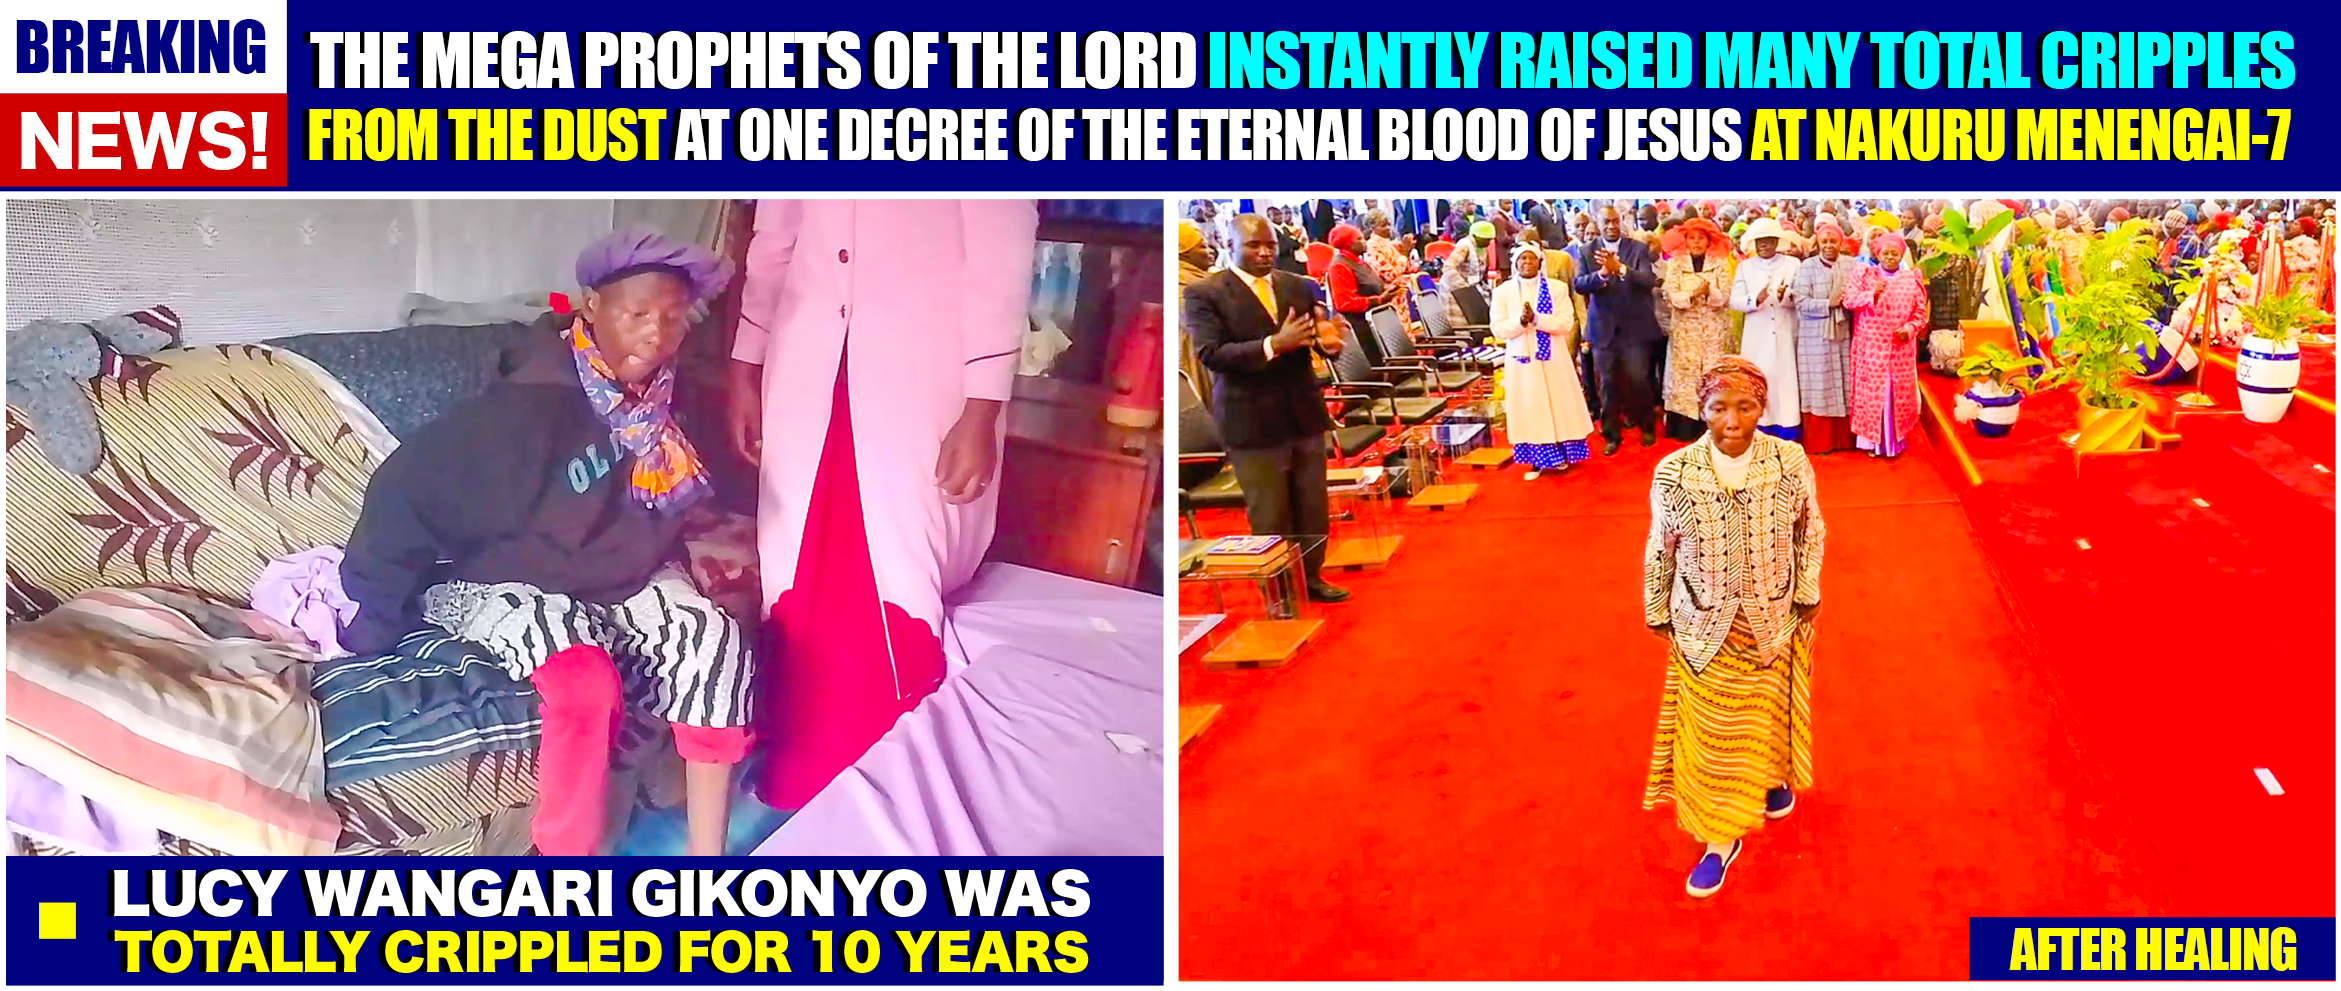 BREAKING
NEWS!
THE MEGA PROPHETS OF THE LORD INSTANTLY RAISED MANY TOTAL CRIPPLES
FROM THE DUST AT ONE DECREE OF THE ETERNAL BLOOD OF JESUS AT NAKURU MENENGAI-7
OL
LUCY WANGARI GIKONYO WAS
TOTALLY CRIPPLED FOR 10 YEARS
AFTER HEALING